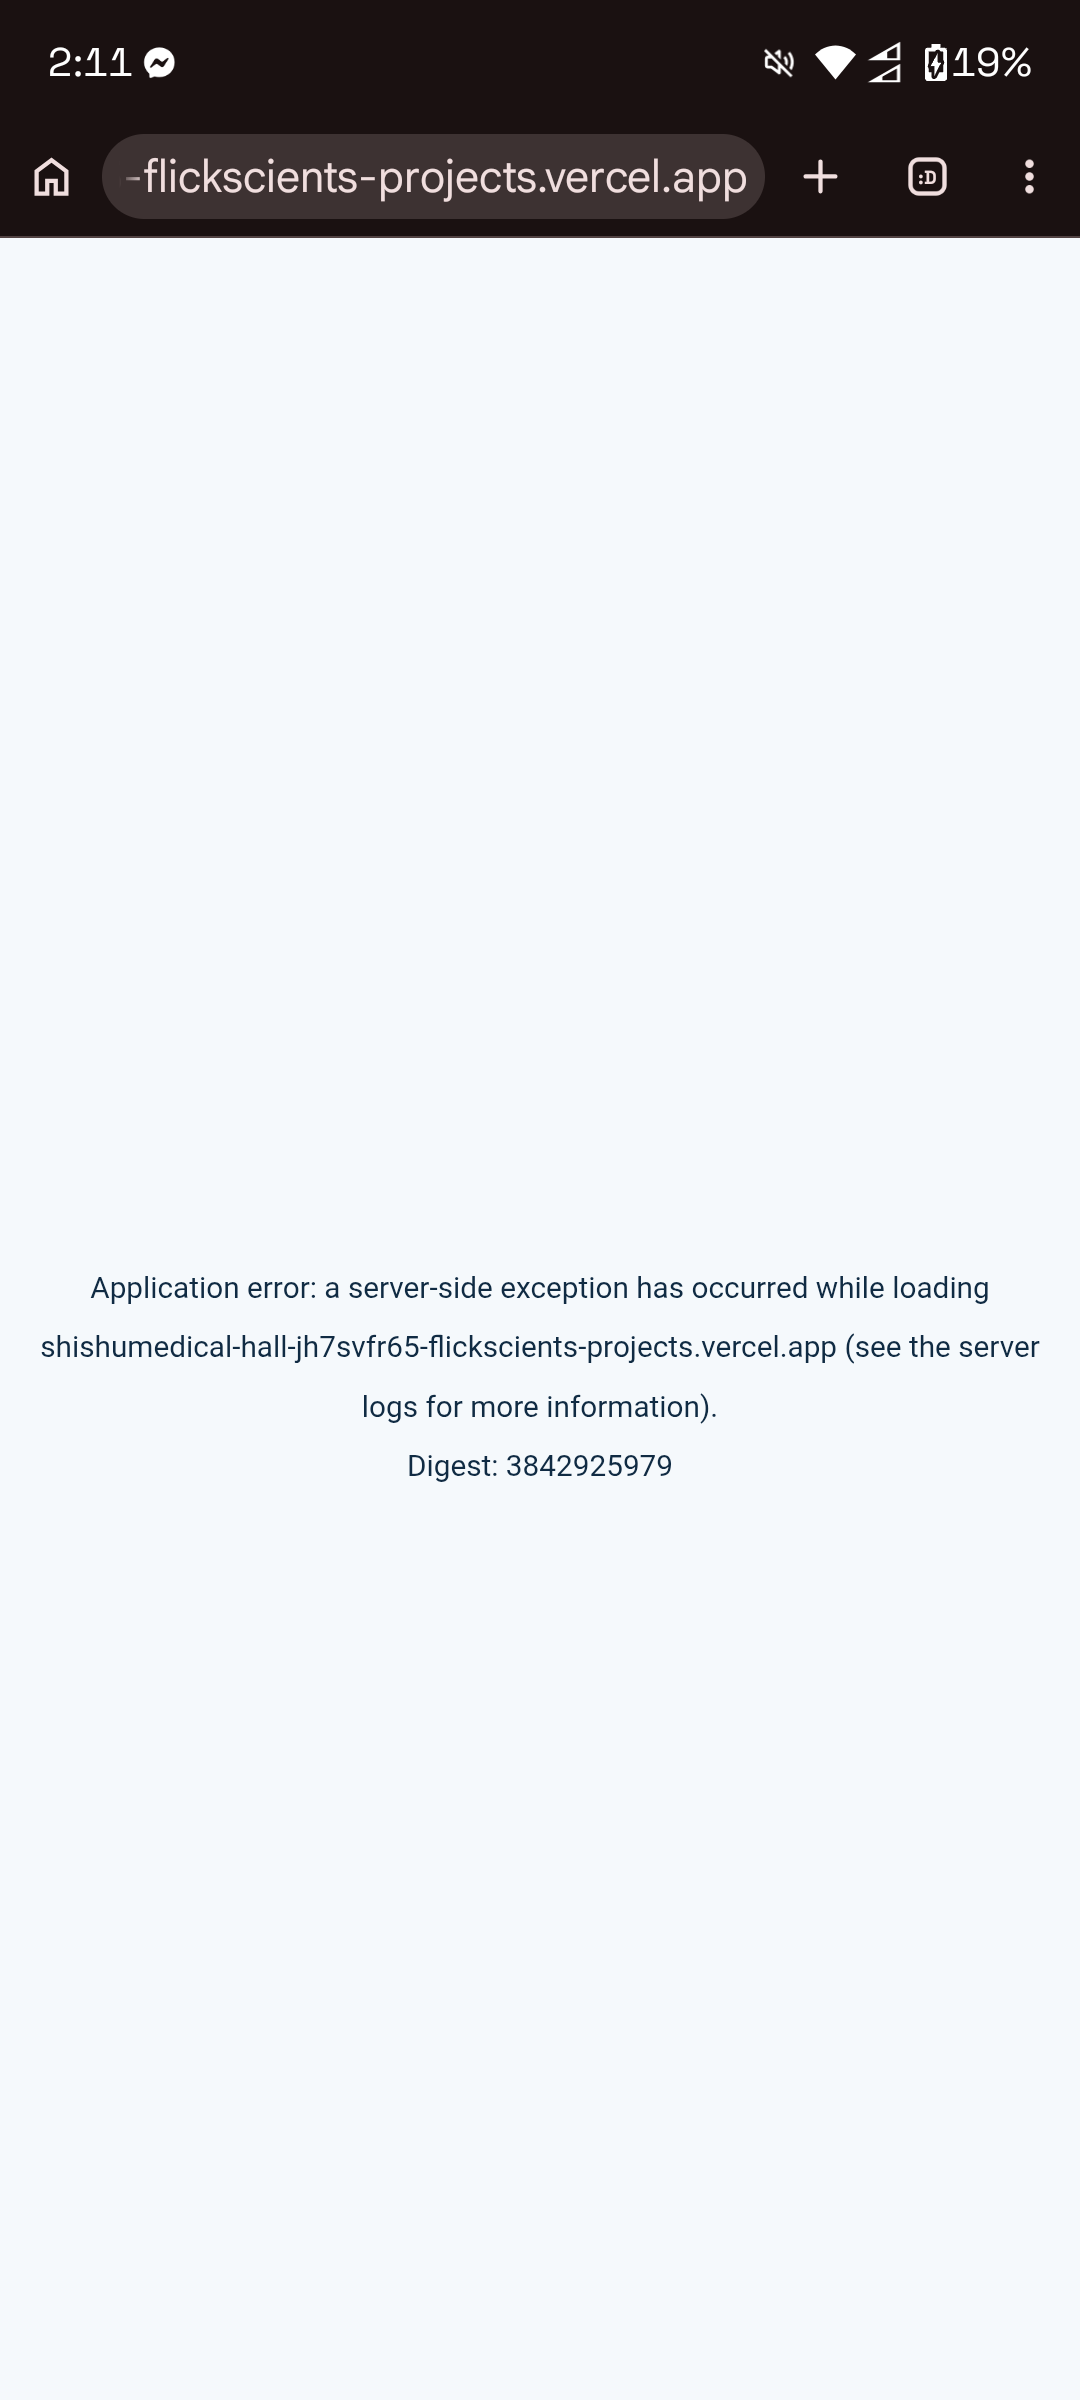 2:11
19%
-flickscients-projects.vercel.app
:D
Application error: a server-side exception has occurred while loading
shishumedical-hall-jh7svfr65-flickscients-projects.vercel.app (see the server
logs for more information).
Digest: 3842925979